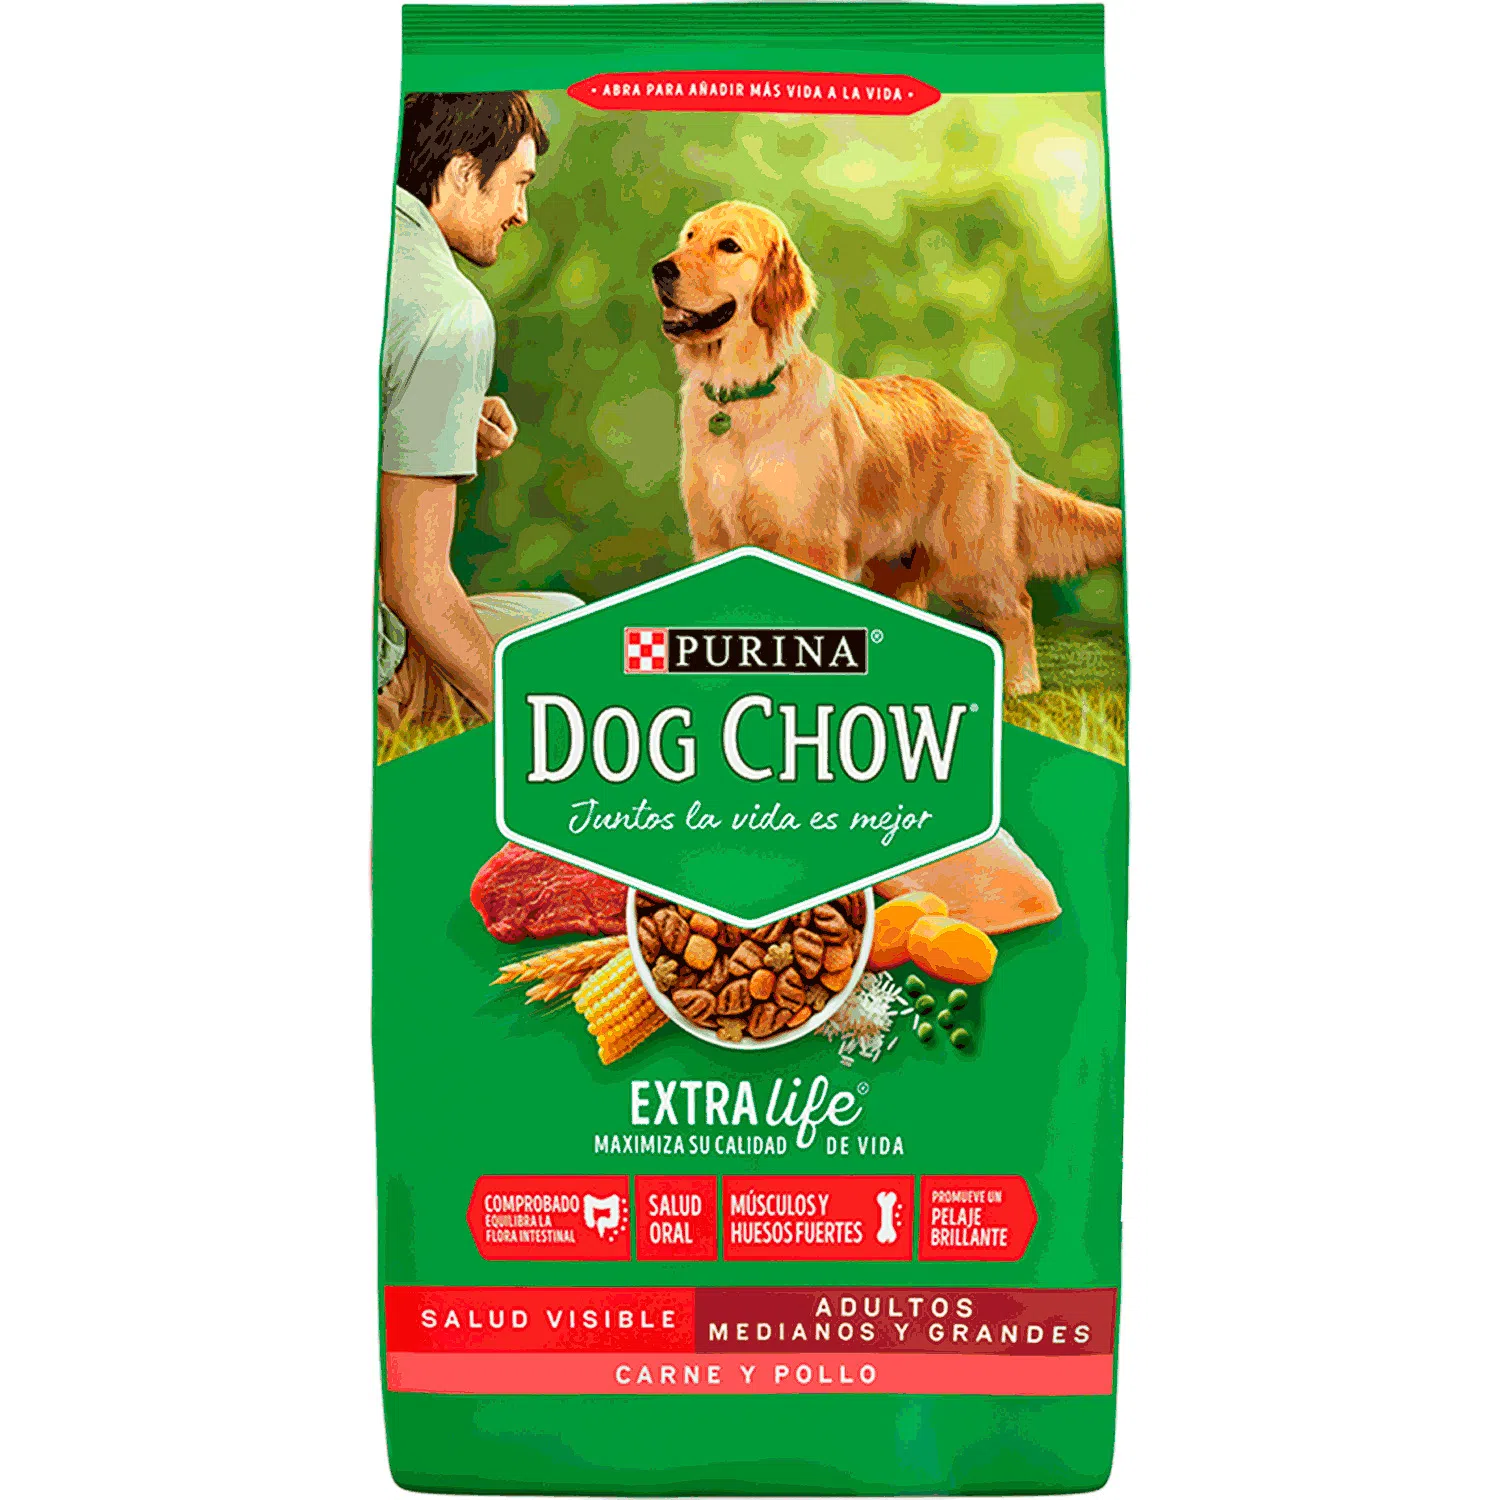 • ABRA PARA AÑADIR MÁS VIDA A LA VIDA •
PURINA®
DOG CHOW®
Juntos la vida es mejor
EXTRA life®
MAXIMIZA SU CALIDAD DE VIDA
COMPROBADO
EQUILIBRA LA
FLORA INTESTINAL
SALUD
ORAL
MÚSCULOS Y
HUESOS FUERTES
PROMUEVE UN
PELAJE
BRILLANTE
SALUD VISIBLE
ADULTOS
MEDIANOS Y GRANDES
CARNE Y POLLO